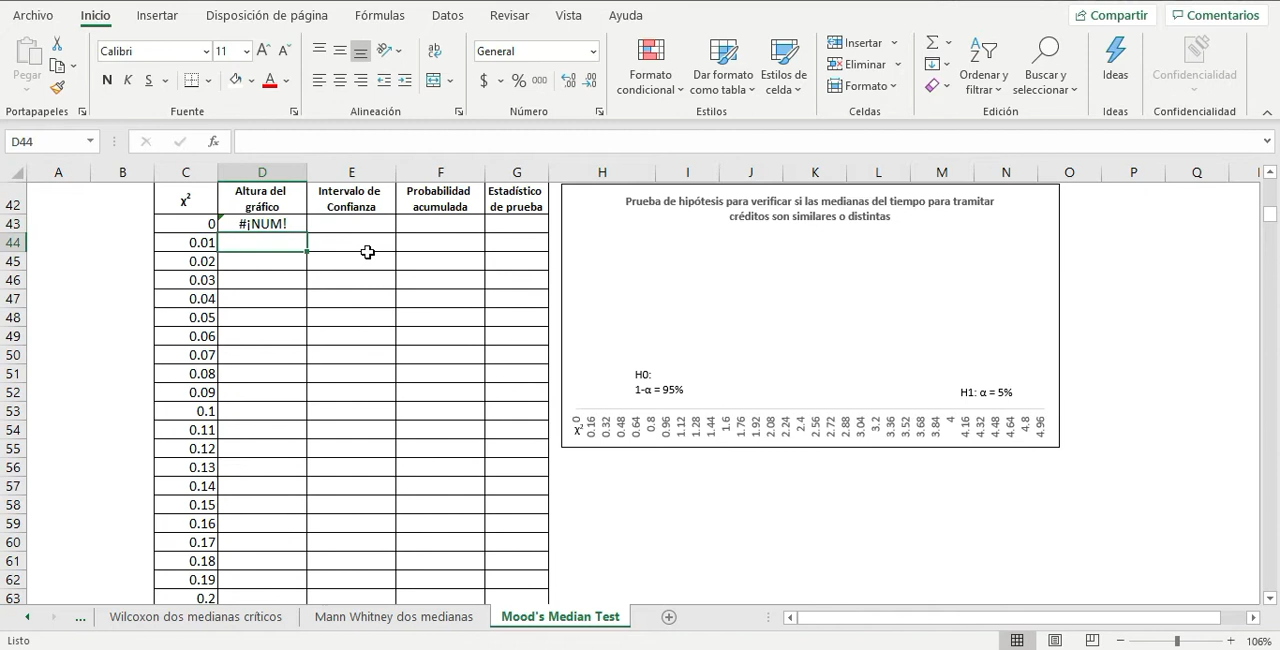 Archivo Inicio Insertar Disposición de página Fórmulas Datos Revisar Vista Ayuda Compartir Comentarios
Pegar
Calibri 11
N K S A
ab
General
$ % 000
Formato condicional
Dar formato como tabla
Estilos de celda
Insertar
Eliminar
Formato
Ordenar y filtrar
Buscar y seleccionar
Ideas
Confidencialidad
Portapapeles Fuente Alineación Número Estilos Celdas Edición Ideas Confidencialidad
D44 fx
A B C D E F G H I J K L M N O P Q
42 χ² Altura del gráfico Intervalo de Confianza Probabilidad acumulada Estadístico de prueba
43 0 #¡NUM!
44 0.01
45 0.02
46 0.03
47 0.04
48 0.05
49 0.06
50 0.07
51 0.08
52 0.09
53 0.1
54 0.11
55 0.12
56 0.13
57 0.14
58 0.15
59 0.16
60 0.17
61 0.18
62 0.19
63 0.2
Prueba de hipótesis para verificar si las medianas del tiempo para tramitar
créditos son similares o distintas
H0:
1-α = 95%
H1: α = 5%
χ² 0 0.16 0.32 0.48 0.64 0.8 0.96 1.12 1.28 1.44 1.6 1.76 1.92 2.08 2.24 2.4 2.56 2.72 2.88 3.04 3.2 3.36 3.52 3.68 3.84 4 4.16 4.32 4.48 4.64 4.8 4.96
... Wilcoxon dos medianas críticos Mann Whitney dos medianas Mood's Median Test
Listo 106%